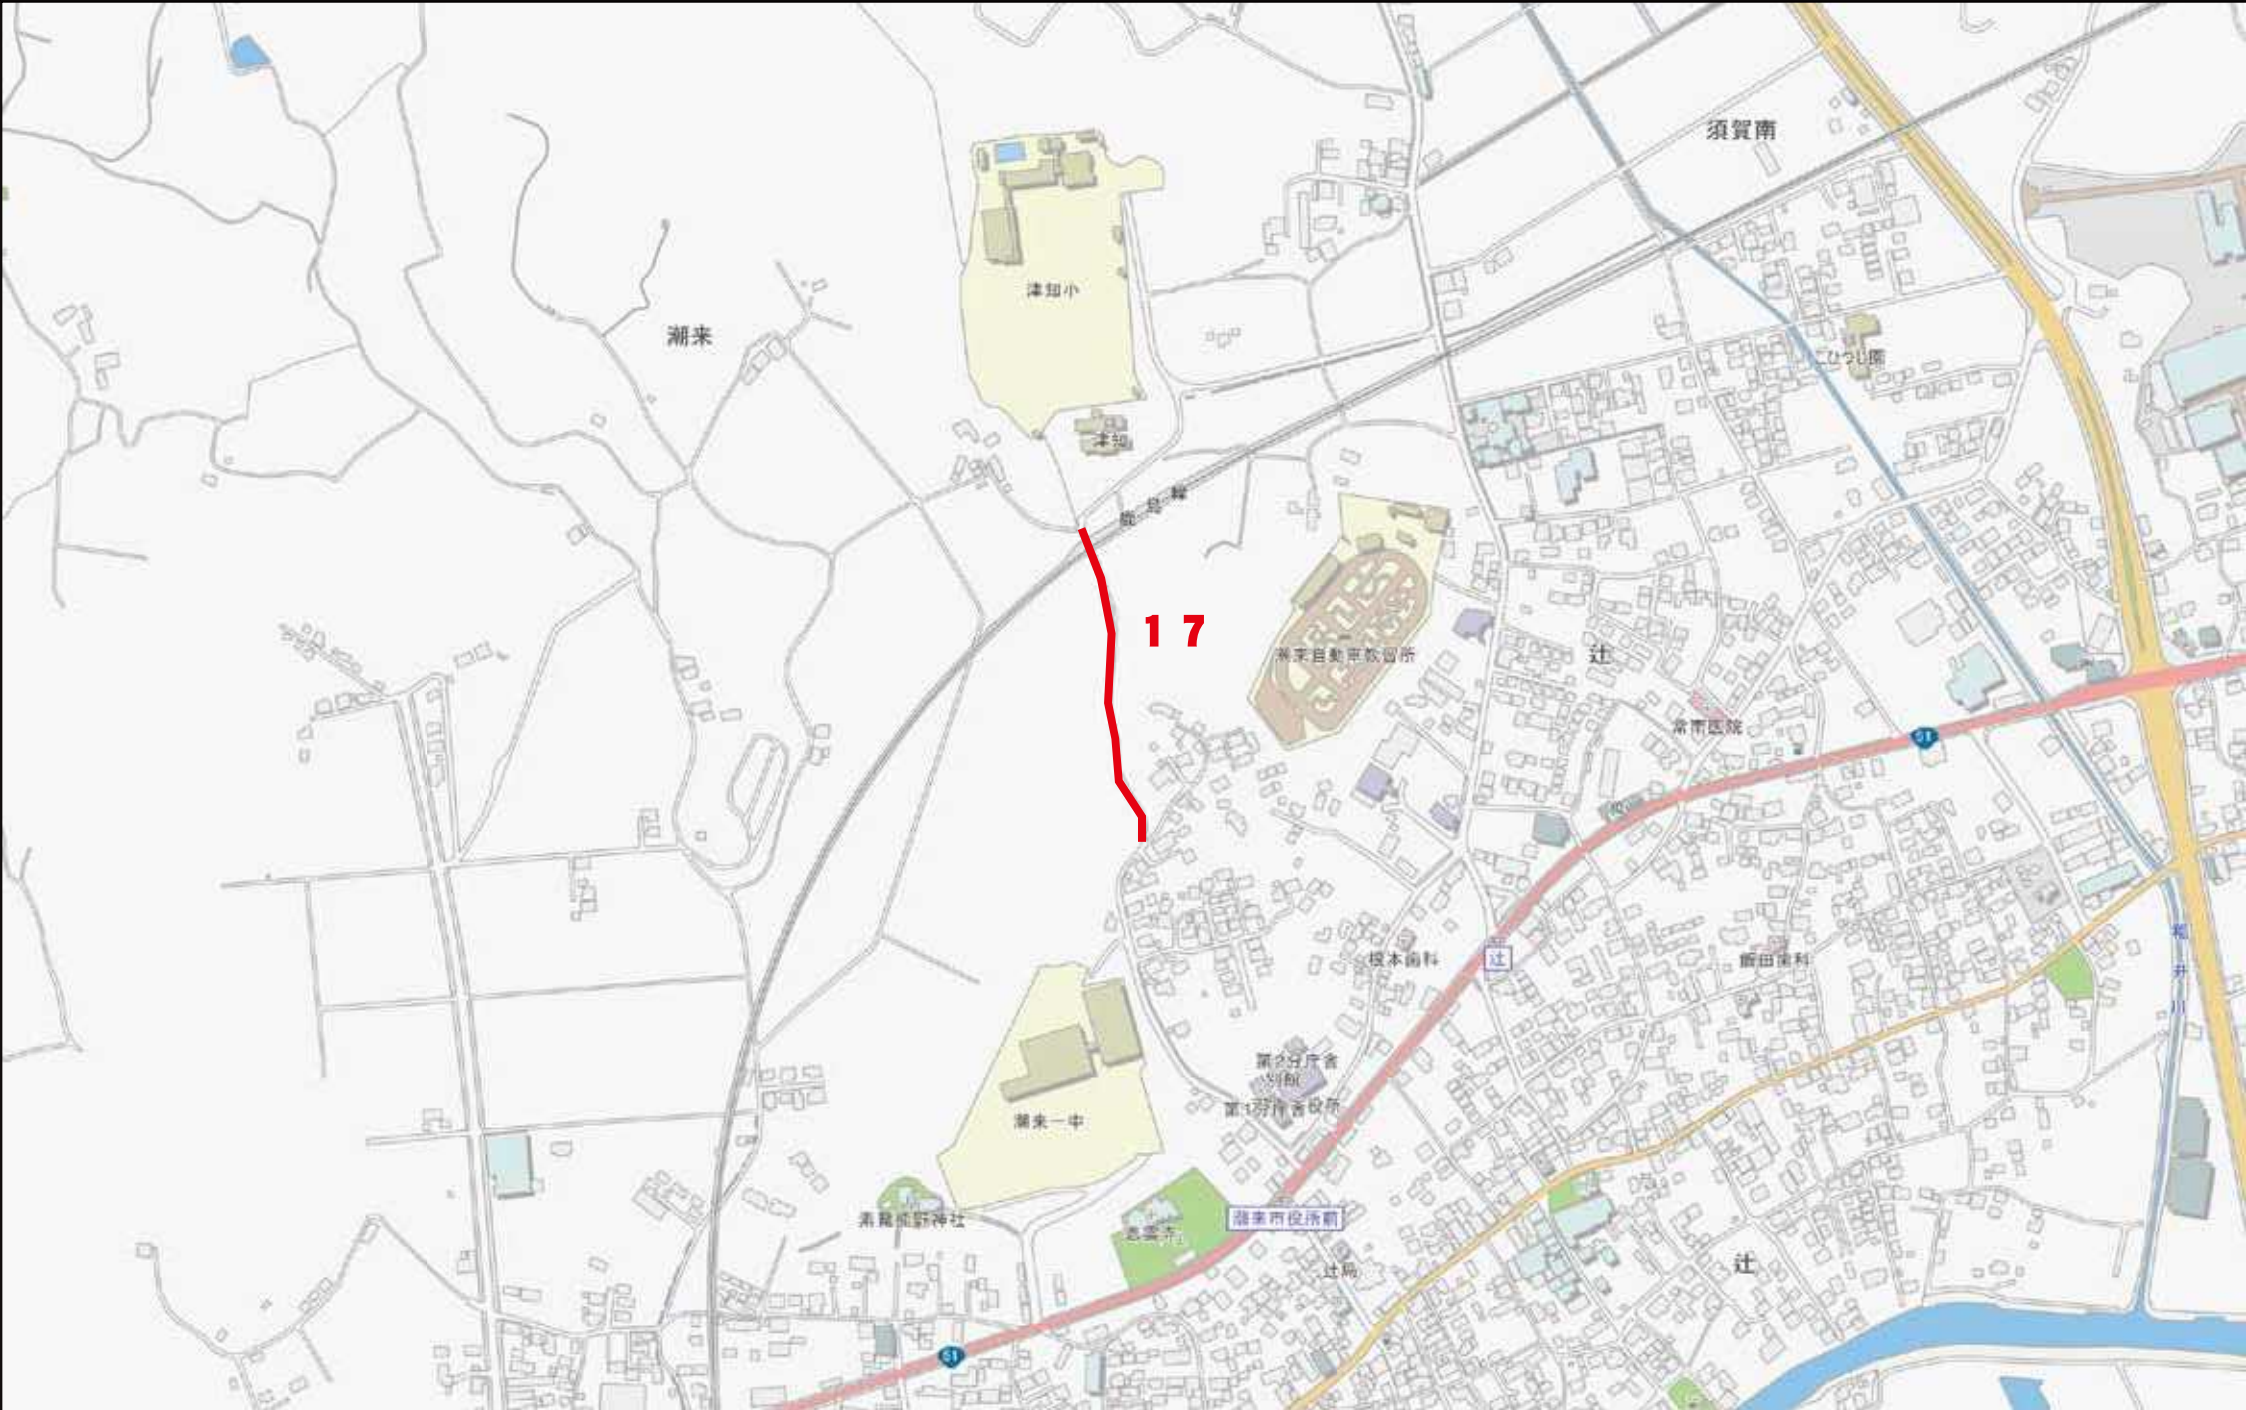 須賀南
津知小
潮来
こひつじ園
津知
鹿島線
17
潮来自動車教習所
辻
常南医院
51
根本歯科
辻
飯田歯科
第2分庁舎
別館
第1分庁舎
役所
潮来一中
素鵞熊野神社
潮来市役所前
辻局
辻
51